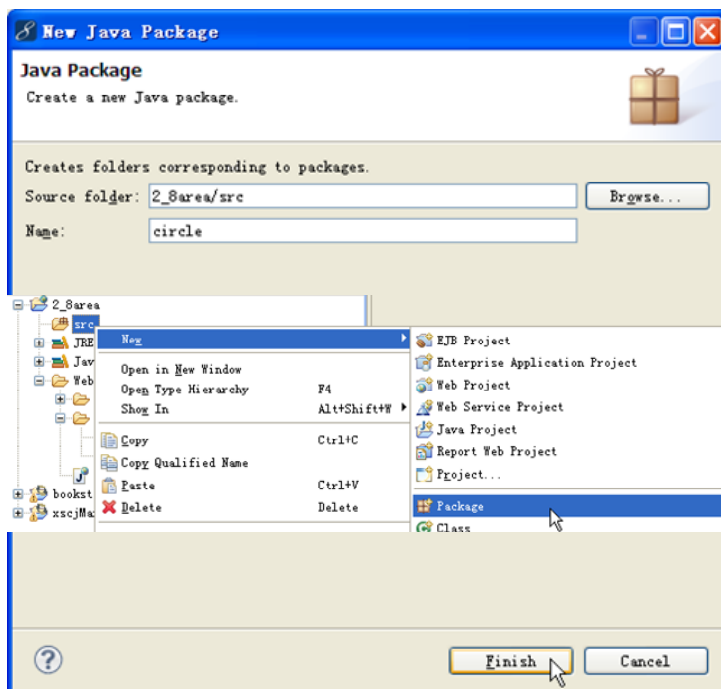 New Java Package
Java Package
Create a new Java package.
Creates folders corresponding to packages.
Source folder: 2_8area/src Browse...
Name: circle
2_8area
src
JRE
Jav
Web
bookst
xscjMa
New
Open in New Window
Open Type Hierarchy F4
Show In Alt+Shift+W
Copy Ctrl+C
Copy Qualified Name
Paste Ctrl+V
Delete Delete
EJB Project
Enterprise Application Project
Web Project
Web Service Project
Java Project
Report Web Project
Project...
Package
Class
Finish Cancel